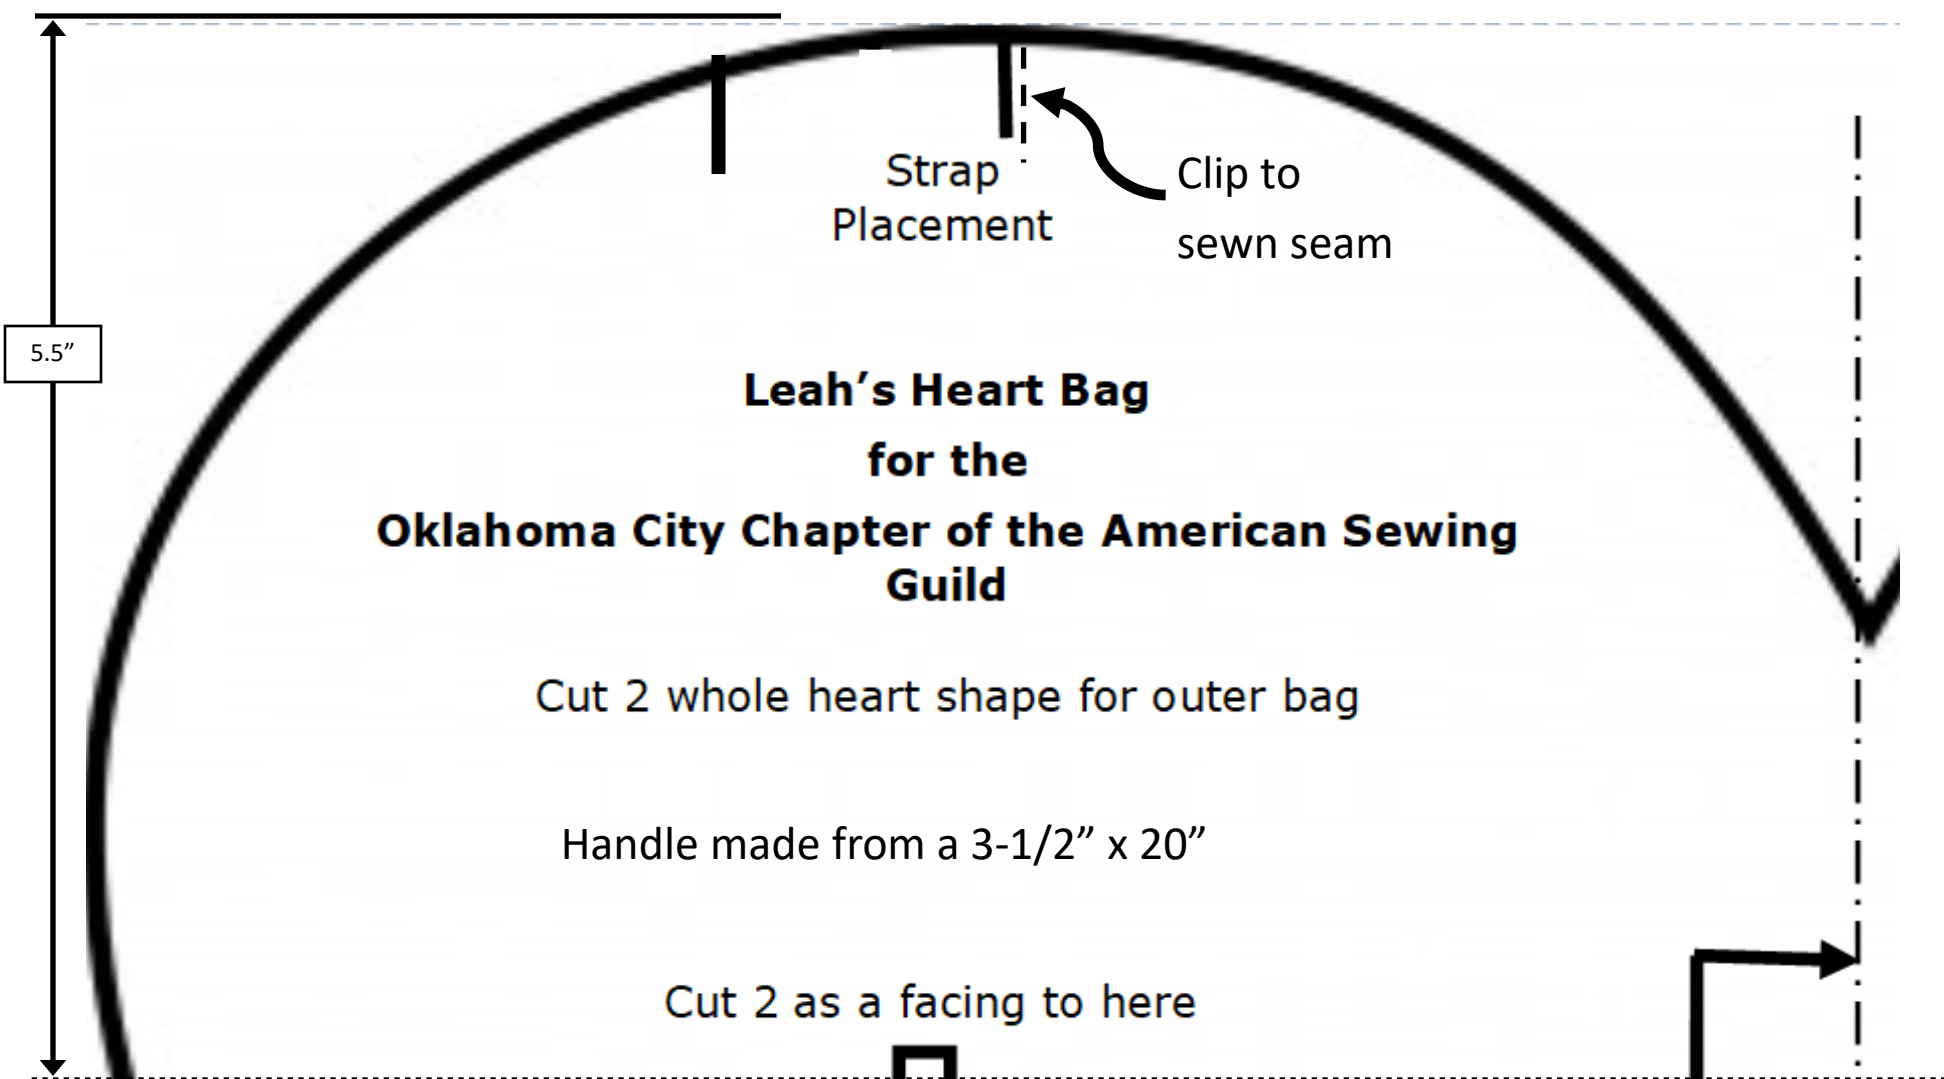 Strap
Placement
Clip to
sewn seam
5.5”
Leah’s Heart Bag
for the
Oklahoma City Chapter of the American Sewing
Guild
Cut 2 whole heart shape for outer bag
Handle made from a 3-1/2” x 20”
Cut 2 as a facing to here